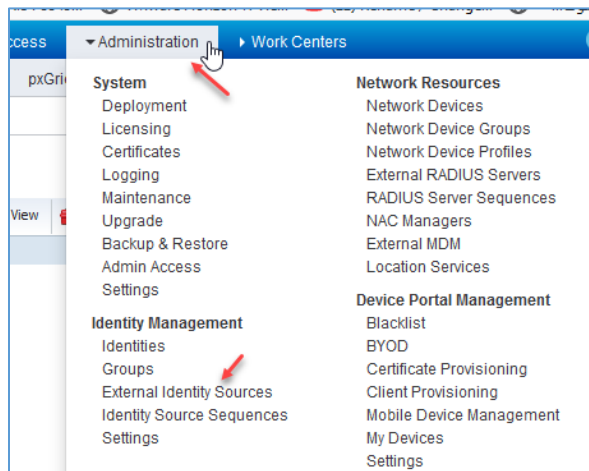 ccess
Administration
Work Centers
pxGri
View
System
Deployment
Licensing
Certificates
Logging
Maintenance
Upgrade
Backup & Restore
Admin Access
Settings
Identity Management
Identities
Groups
External Identity Sources
Identity Source Sequences
Settings
Network Resources
Network Devices
Network Device Groups
Network Device Profiles
External RADIUS Servers
RADIUS Server Sequences
NAC Managers
External MDM
Location Services
Device Portal Management
Blacklist
BYOD
Certificate Provisioning
Client Provisioning
Mobile Device Management
My Devices
Settings